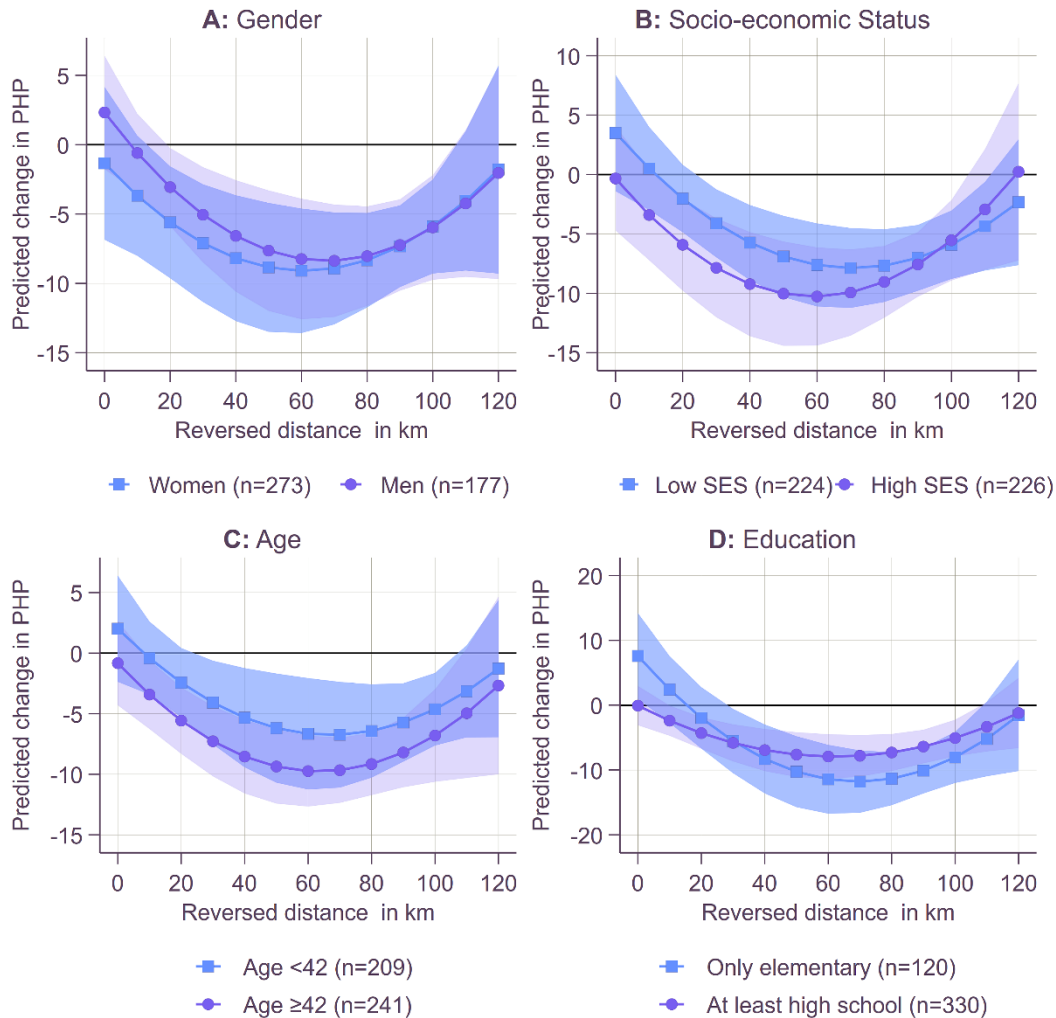 A: Gender
Predicted change in PHP
5
0
-5
-10
-15
0 20 40 60 80 100 120
Reversed distance in km
Women (n=273) Men (n=177)
B: Socio-economic Status
Predicted change in PHP
10
5
0
-5
-10
-15
0 20 40 60 80 100 120
Reversed distance in km
Low SES (n=224) High SES (n=226)
C: Age
Predicted change in PHP
5
0
-5
-10
-15
0 20 40 60 80 100 120
Reversed distance in km
Age <42 (n=209)
Age ≥42 (n=241)
D: Education
Predicted change in PHP
20
10
0
-10
-20
0 20 40 60 80 100 120
Reversed distance in km
Only elementary (n=120)
At least high school (n=330)